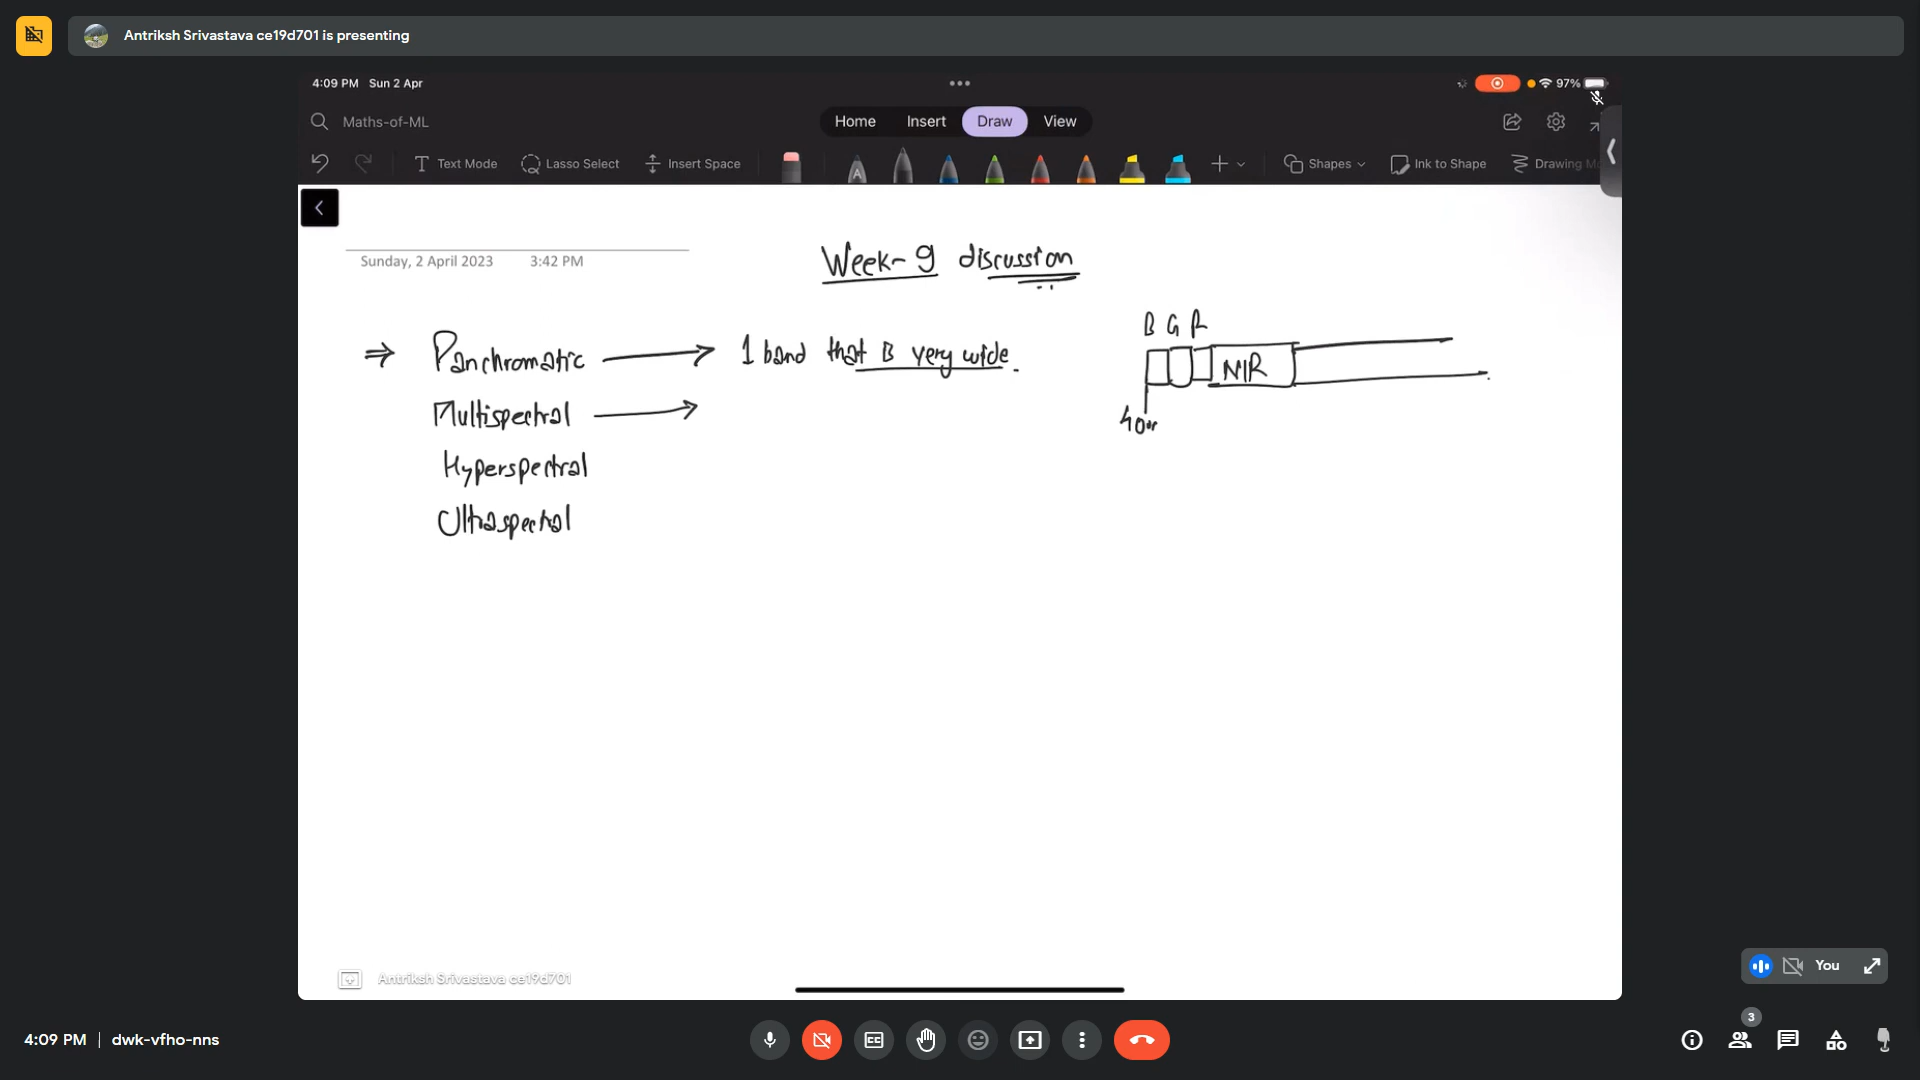 Antriksh Srivastava ce19d701 is presenting
4:09 PM Sun 2 Apr
97%
Maths-of-ML
Home Insert Draw View
Text Mode Lasso Select Insert Space
Shapes Ink to Shape Drawing
Sunday, 2 April 2023 3:42 PM
Week-9 discussion
B G R
⇒ Panchromatic → 1 band that is very wide.
NIR
Multispectral →
Hyperspectral
Ultraspectral
Antriksh Srivastava ce19d701
You
3
4:09 PM | dwk-vfho-nns